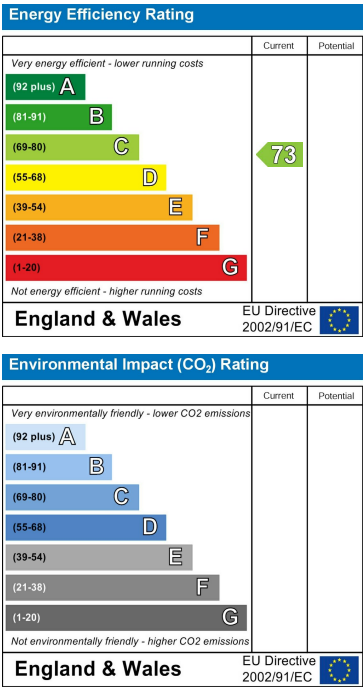 Energy Efficiency Rating
Current Potential
Very energy efficient - lower running costs
(92 plus) A
(81-91) B
(69-80) C
73
(55-68) D
(39-54) E
(21-38) F
(1-20) G
Not energy efficient - higher running costs
England & Wales
EU Directive
2002/91/EC
Environmental Impact (CO₂) Rating
Current Potential
Very environmentally friendly - lower CO2 emissions
(92 plus) A
(81-91) B
(69-80) C
(55-68) D
(39-54) E
(21-38) F
(1-20) G
Not environmentally friendly - higher CO2 emissions
England & Wales
EU Directive
2002/91/EC